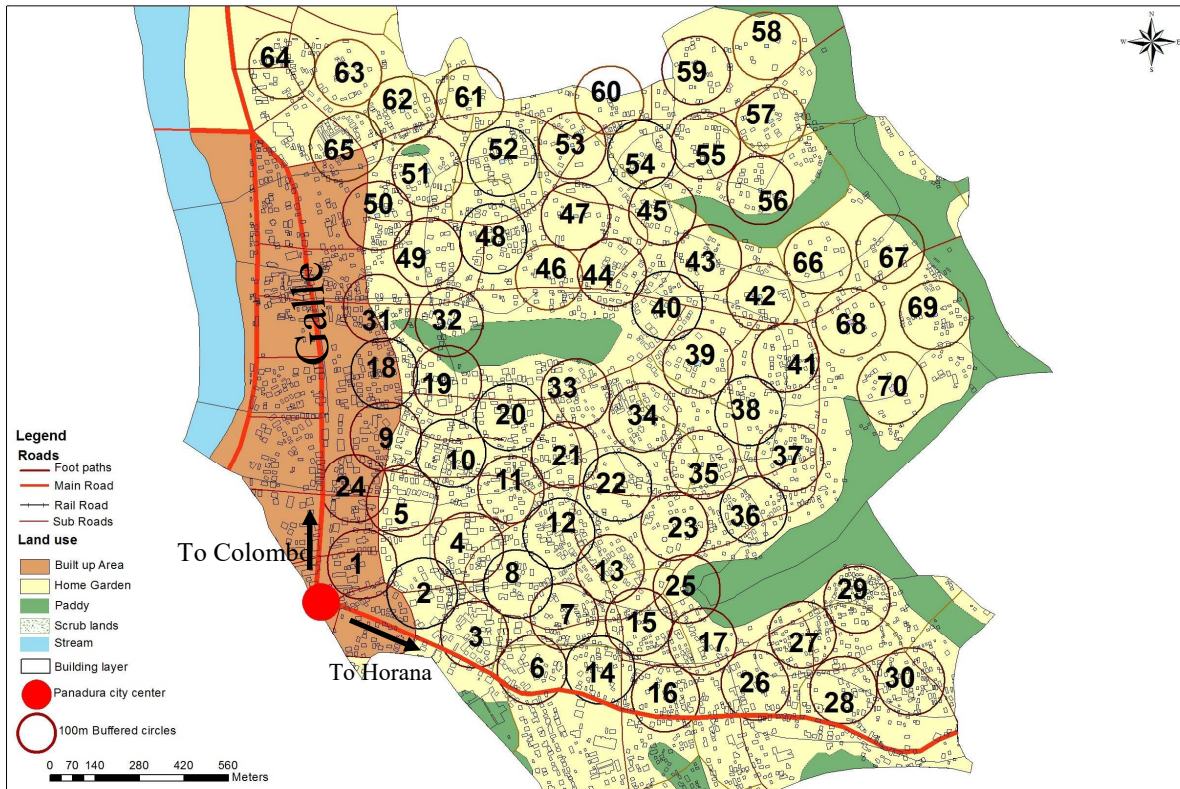 N
W
E
S
58
64
63
59
62
61
60
57
65
52
53
54
55
51
56
50
47
45
48
49
46
44
43
66
67
Galle
42
40
31
32
68
69
39
41
18
19
33
70
20
34
38
9
10
21
35
37
24
11
22
5
12
23
36
To Colombo
1
4
8
13
25
2
29
7
3
15
17
27
To Horana
6
14
16
26
28
30
Legend
Roads
Foot paths
Main Road
Rail Road
Sub Roads
Land use
Built up Area
Home Garden
Paddy
Scrub lands
Stream
Building layer
Panadura city center
100m Buffered circles
0 70 140 280 420 560
Meters